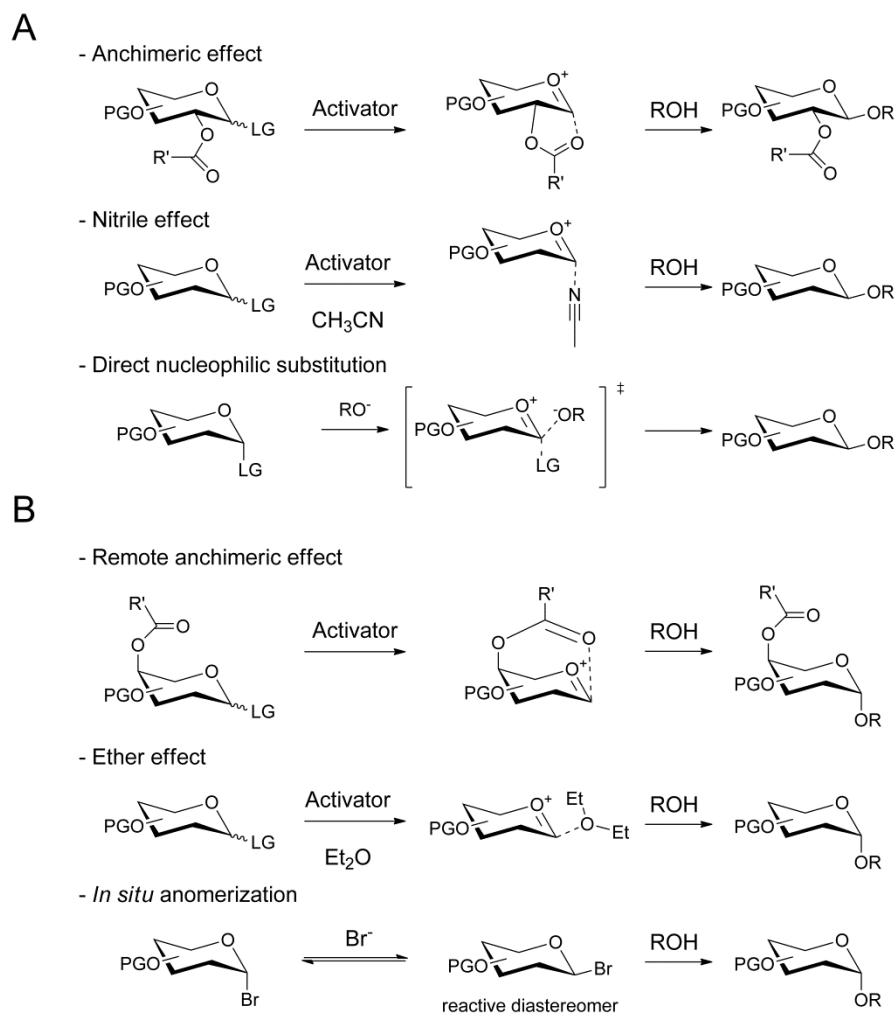 A
- Anchimeric effect
PGO O LG O R' O
Activator
PGO O+ O O R'
ROH
PGO O OR O R' O
- Nitrile effect
PGO O LG
Activator
CH3CN
PGO O+ N
ROH
PGO O OR
- Direct nucleophilic substitution
PGO O LG
RO-
PGO O+ -OR LG ‡
PGO O OR
B
- Remote anchimeric effect
R' O O PGO O LG
Activator
R' O O PGO O+
ROH
R' O O PGO O OR
- Ether effect
PGO O LG
Activator
Et2O
PGO O+ Et O Et
ROH
PGO O OR
- In situ anomerization
PGO O Br
Br-
PGO O Br
reactive diastereomer
ROH
PGO O OR